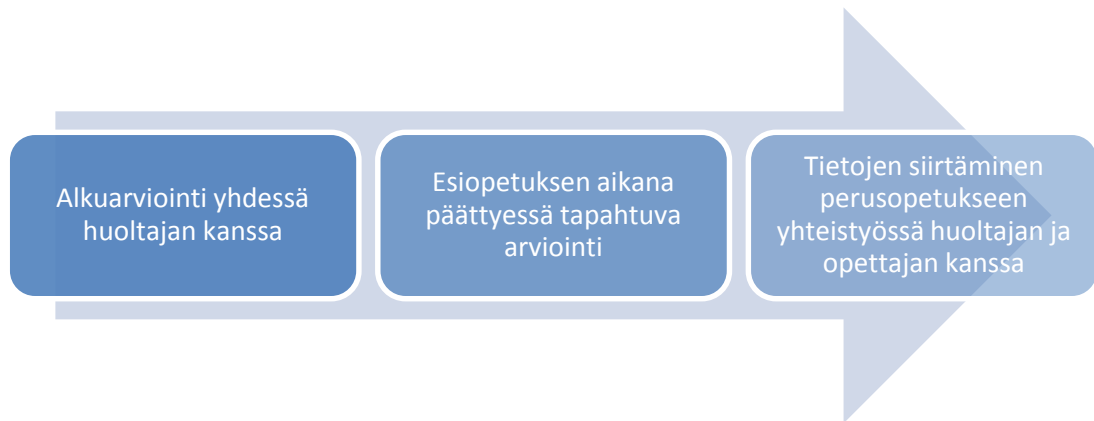 Alkuarviointi yhdessä
huoltajan kanssa
Esiopetuksen aikana
päättyessä tapahtuva
arviointi
Tietojen siirtäminen
perusopetukseen
yhteistyössä huoltajan ja
opettajan kanssa